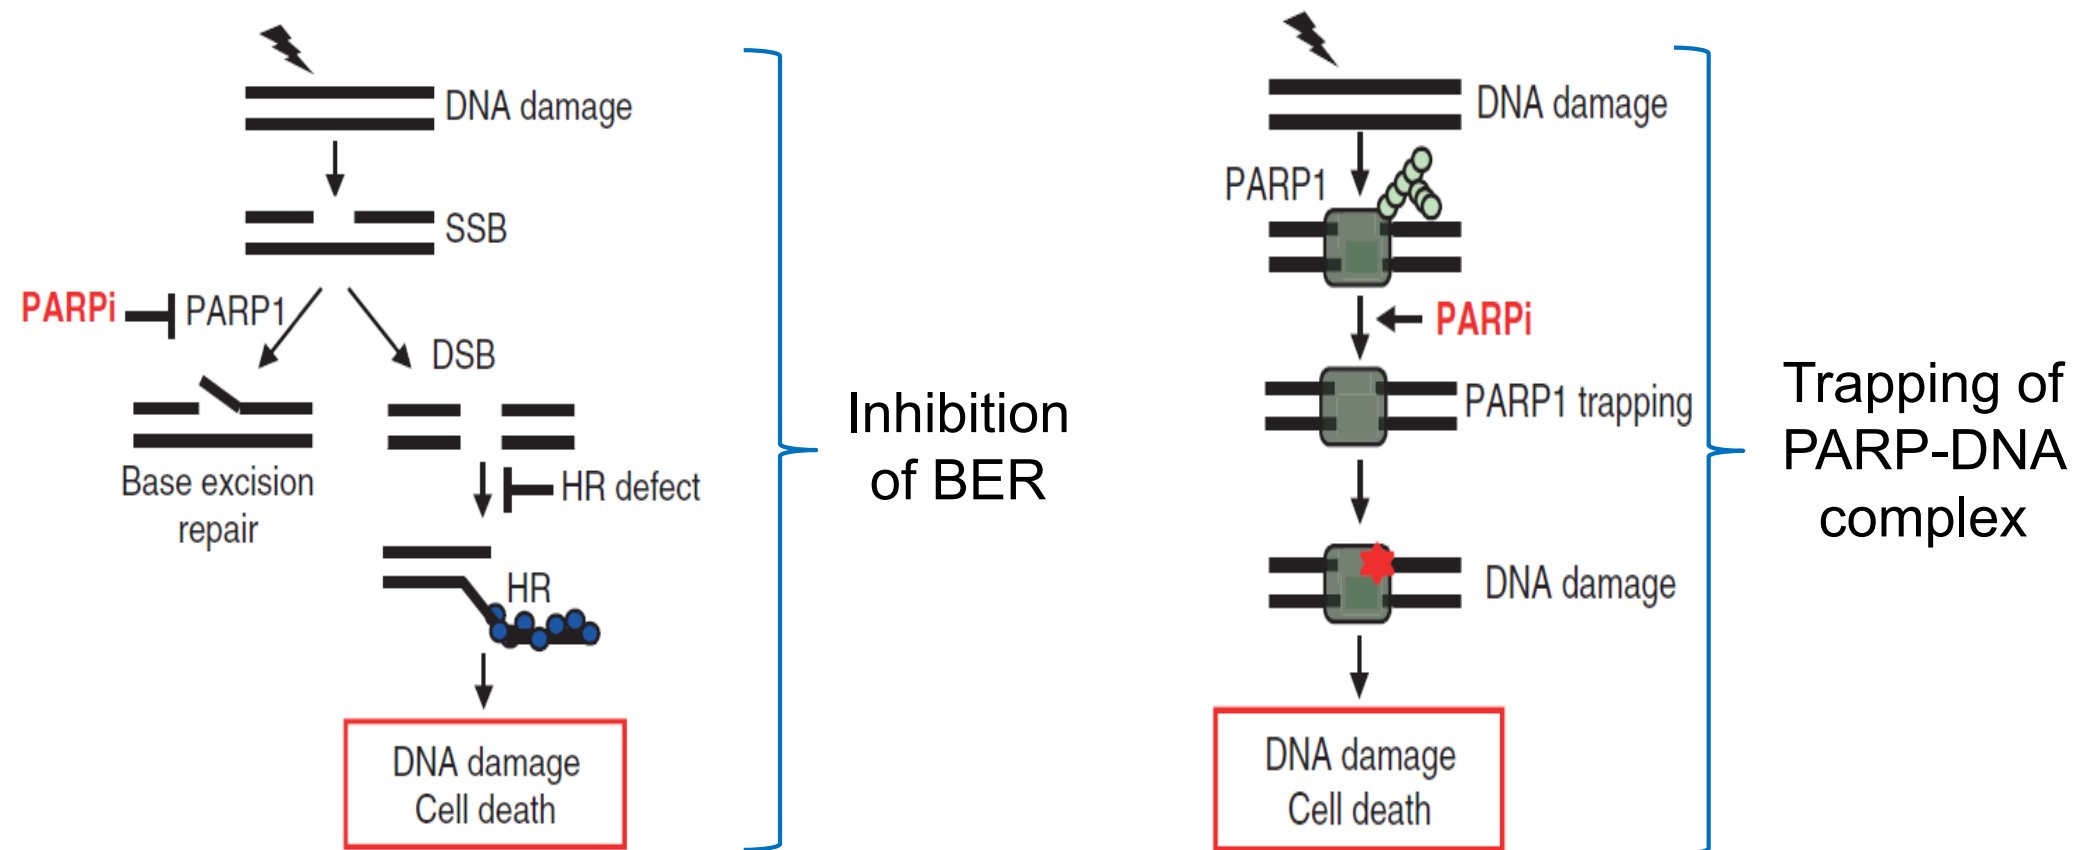 DNA damage
SSB
PARPi
PARP1
DSB
Base excision
repair
HR defect
HR
DNA damage
Cell death
Inhibition
of BER
DNA damage
PARP1
PARPi
PARP1 trapping
DNA damage
DNA damage
Cell death
Trapping of
PARP-DNA
complex